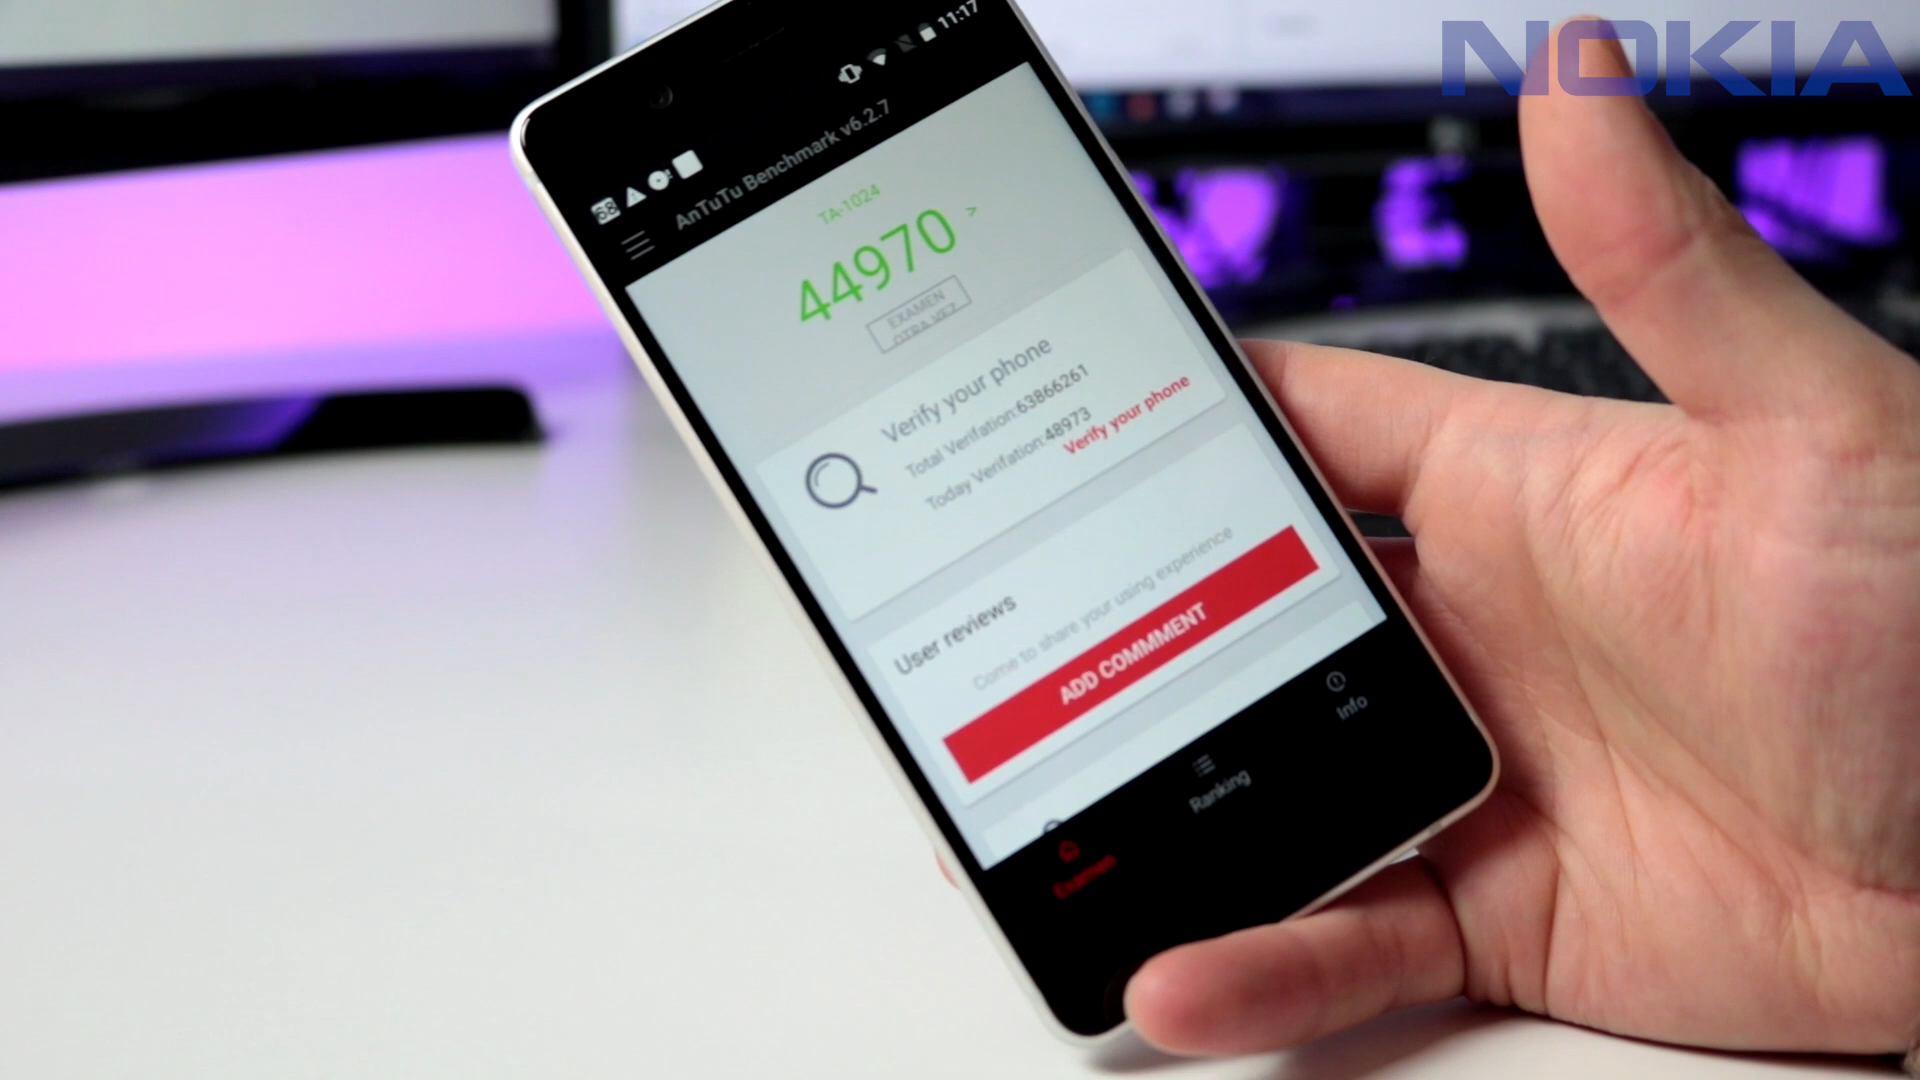 NOKIA
11:17
68
AnTuTu Benchmark v6.2.7
TA-1024
44970 >
EXAMEN
OTRA VEZ
Verify your phone
Total Verifation:63866261
Today Verifation:48973
Verify your phone
User reviews
Come to share your using experience
ADD COMMMENT
Examen
Ranking
Info